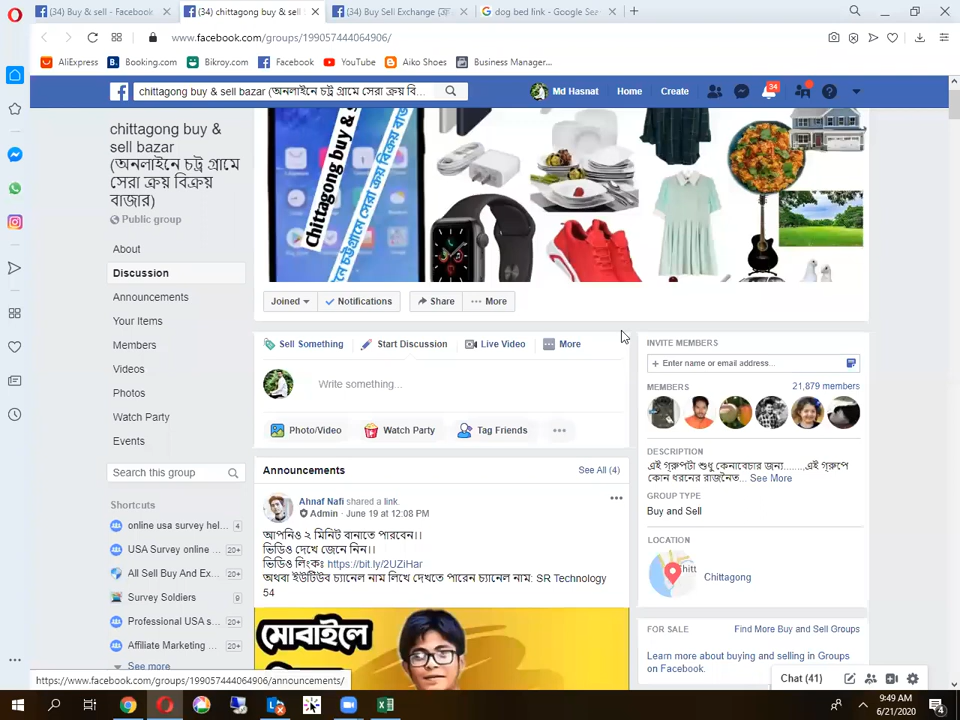 (34) Buy & sell - Facebook
(34) chittagong buy & sell
(34) Buy Sell Exchange
dog bed link - Google Sea
www.facebook.com/groups/199057444064906/
AliExpress
Booking.com
Bikroy.com
Facebook
YouTube
Aiko Shoes
Business Manager...
chittagong buy & sell bazar (অনলাইনে চট্ট গ্রামে সেরা ক্রয় বি...
Md Hasnat
Home
Create
34
chittagong buy &
sell bazar
(অনলাইনে চট্ট গ্রামে
সেরা ক্রয় বিক্রয়
বাজার)
Public group
About
Discussion
Announcements
Your Items
Members
Videos
Photos
Watch Party
Events
Search this group
Shortcuts
online usa survey hel... 4
USA Survey online ... 20+
All Sell Buy And Ex... 20+
Survey Soldiers 9
Professional USA s... 20+
Affiliate Marketing ... 20+
See more
Chittagong buy &
Joined
Notifications
Share
More
Sell Something
Start Discussion
Live Video
More
Write something...
Photo/Video
Watch Party
Tag Friends
Announcements
See All (4)
Ahnaf Nafi shared a link.
Admin · June 19 at 12:08 PM
আপনিও ২ মিনিট বানাতে পারবেন।।
ভিডিও দেখে জেনে নিন।।
ভিডিও লিংকঃ https://bit.ly/2UZiHar
অথবা ইউটিউব চ্যানেল নাম লিখে দেখতে পারেন চ্যানেল নাম: SR Technology
54
মোবাইলে
INVITE MEMBERS
+ Enter name or email address...
MEMBERS
21,879 members
DESCRIPTION
এই গ্রুপটা শুধু কেনাবেচার জন্য.......,এই গ্রুপে
কোন ধরনের রাজনৈত... See More
GROUP TYPE
Buy and Sell
LOCATION
Chittagong
FOR SALE
Find More Buy and Sell Groups
Learn more about buying and selling in Groups
on Facebook.
Chat (41)
https://www.facebook.com/groups/199057444064906/announcements/
9:49 AM
6/21/2020
4